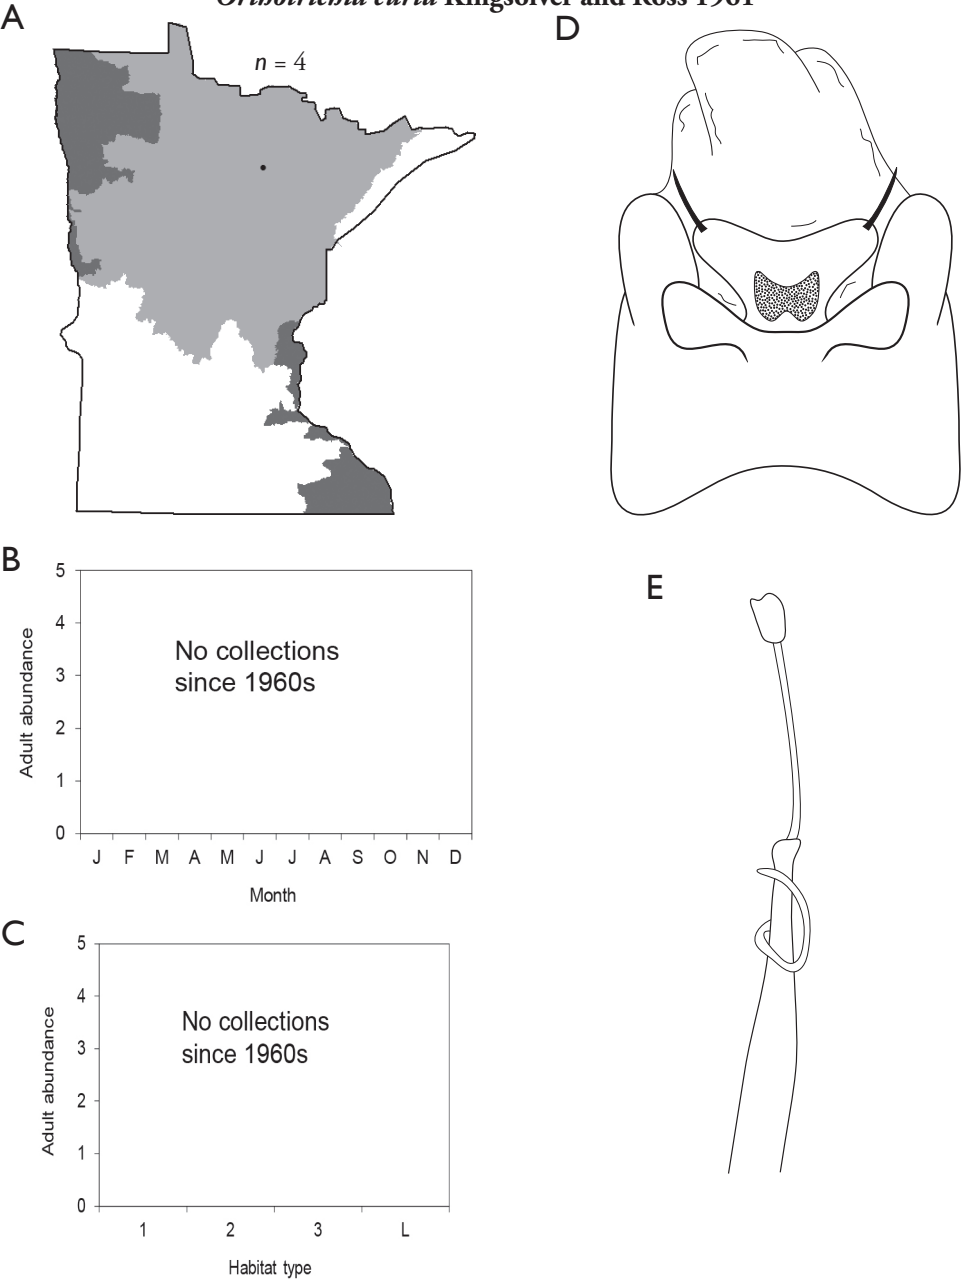 Orthotrichia curta Kingsolver and Ross 1961
A
n = 4
D
B
5
4
3
2
1
0
Adult abundance
No collections
since 1960s
J F M A M J J A S O N D
Month
E
C
5
4
3
2
1
0
Adult abundance
No collections
since 1960s
1 2 3 L
Habitat type